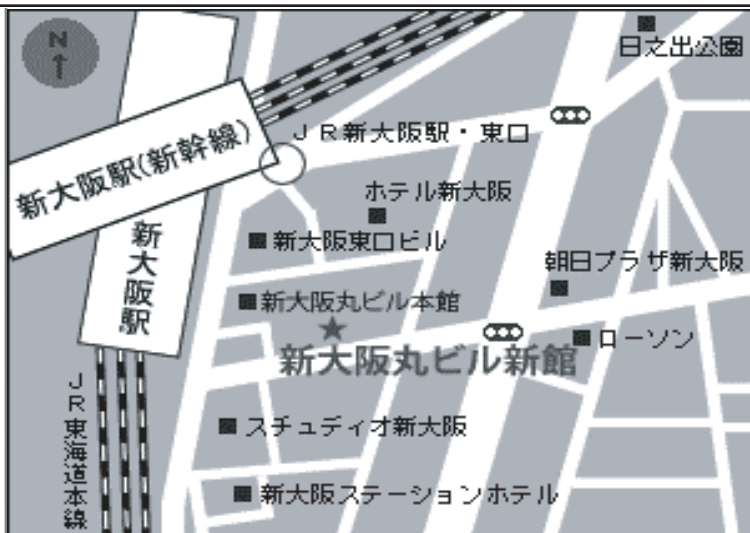 N
日之出公園
JR新大阪駅・東口
新大阪駅(新幹線)
ホテル新大阪
新大阪東口ビル
新大阪駅
朝日プラザ新大阪
新大阪丸ビル本館
ローソン
新大阪丸ビル新館
JR東海道本線
スチュディオ新大阪
新大阪ステーションホテル